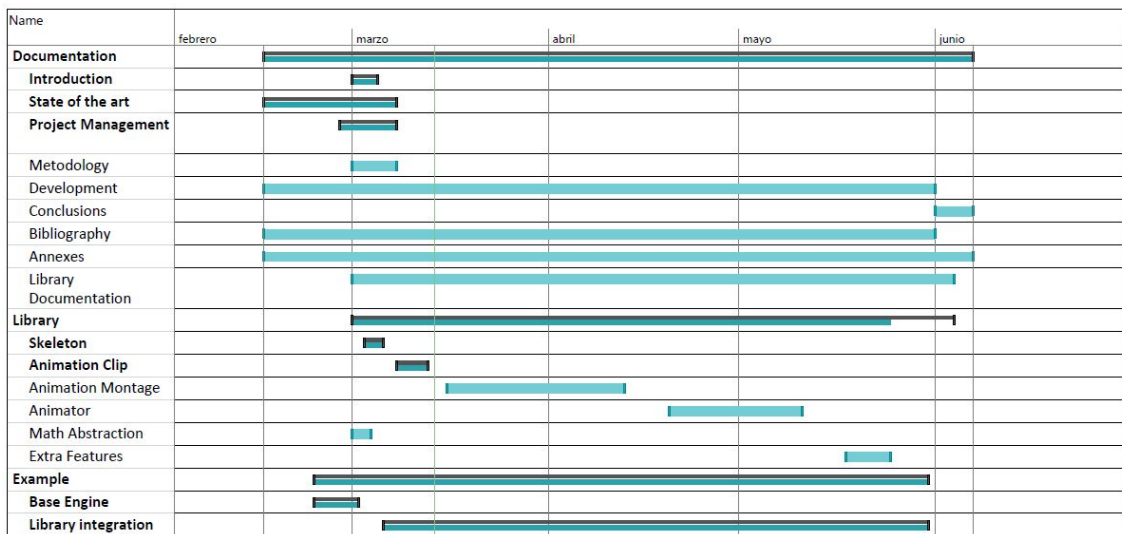 Name
febrero marzo abril mayo junio
Documentation
Introduction
State of the art
Project Management
Metodology
Development
Conclusions
Bibliography
Annexes
Library
Documentation
Library
Skeleton
Animation Clip
Animation Montage
Animator
Math Abstraction
Extra Features
Example
Base Engine
Library integration